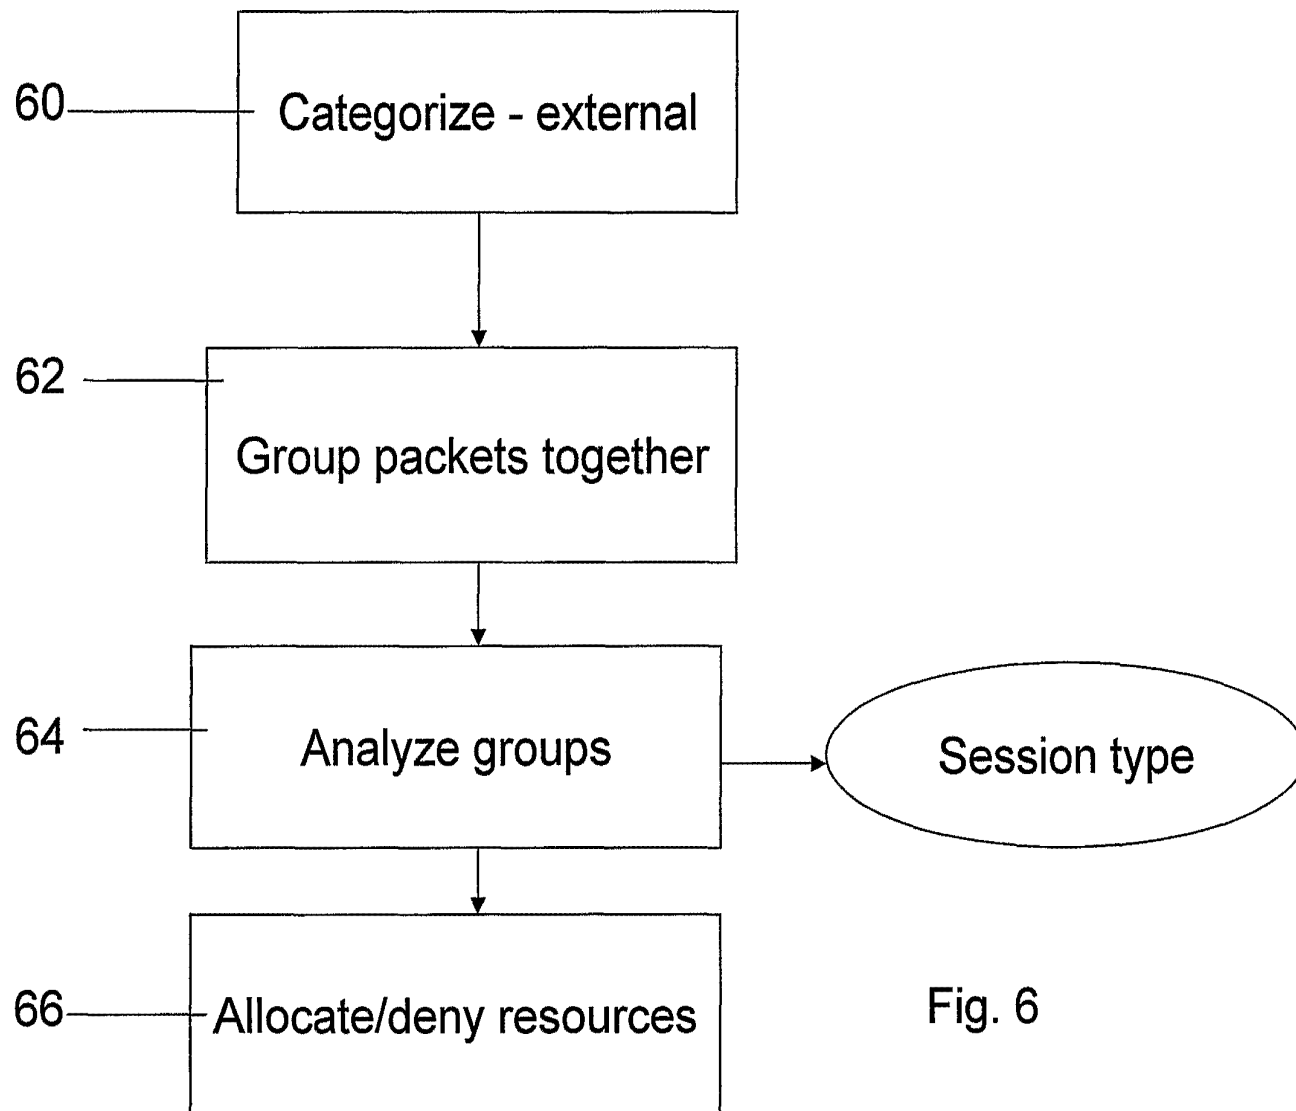 60
Categorize - external
62
Group packets together
64
Analyze groups
Session type
66
Allocate/deny resources
Fig. 6